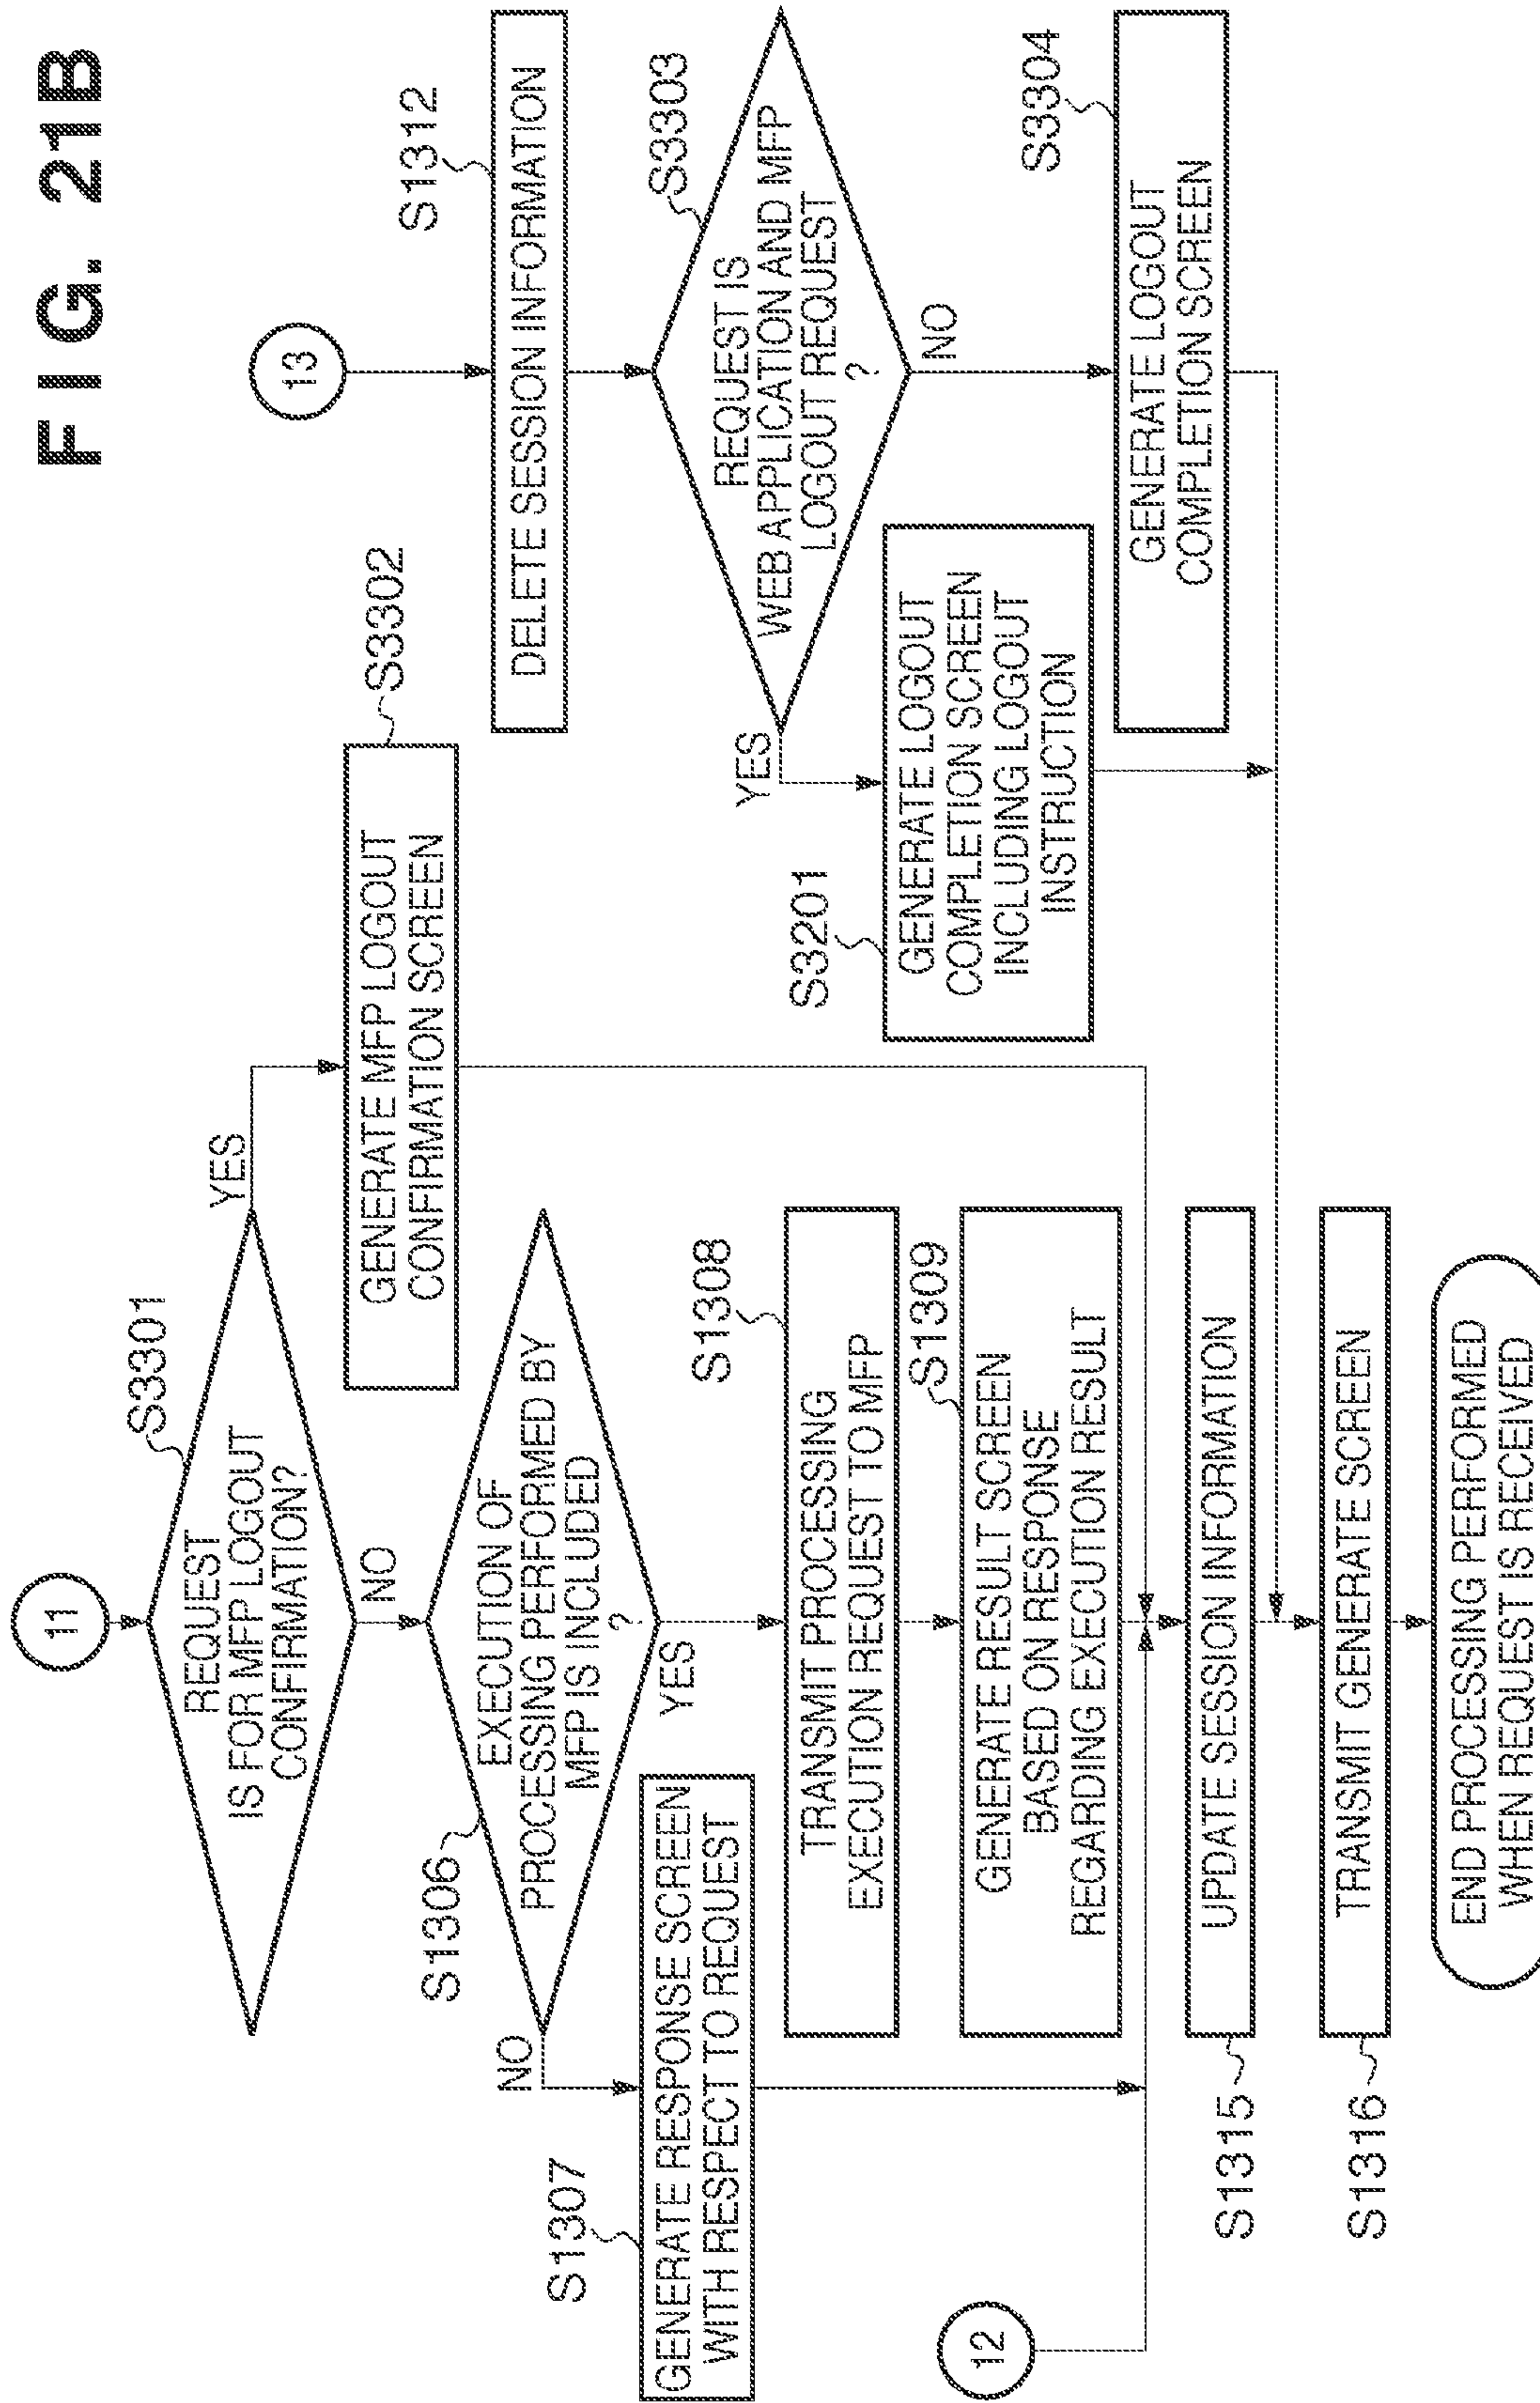 FIG. 21B
11
S3301
REQUEST
IS FOR MFP LOGOUT
CONFIRMATION?
YES
NO
S3302
GENERATE MFP LOGOUT
CONFIRMATION SCREEN
S1306
EXECUTION OF
PROCESSING PERFORMED BY
MFP IS INCLUDED
?
NO
YES
S1307
GENERATE RESPONSE SCREEN
WITH RESPECT TO REQUEST
S1308
TRANSMIT PROCESSING
EXECUTION REQUEST TO MFP
S1309
GENERATE RESULT SCREEN
BASED ON RESPONSE
REGARDING EXECUTION RESULT
12
S1315
UPDATE SESSION INFORMATION
S1316
TRANSMIT GENERATE SCREEN
END PROCESSING PERFORMED
WHEN REQUEST IS RECEIVED
13
S1312
DELETE SESSION INFORMATION
S3303
REQUEST IS
WEB APPLICATION AND MFP
LOGOUT REQUEST
?
YES
NO
S3201
GENERATE LOGOUT
COMPLETION SCREEN
INCLUDING LOGOUT
INSTRUCTION
S3304
GENERATE LOGOUT
COMPLETION SCREEN